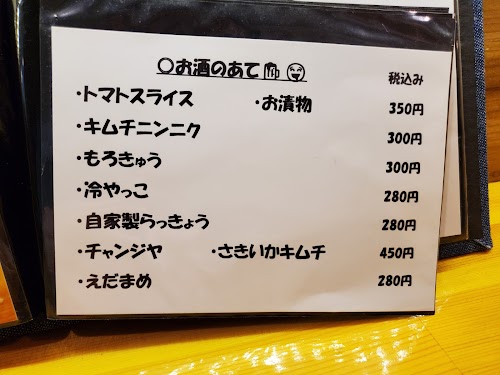 〇お酒のあて🍻😜
税込み
・トマトスライス ・お漬物 350円
・キムチニンニク 300円
・もろきゅう 300円
・冷やっこ 280円
・自家製らっきょう 280円
・チャンジヤ ・さきいかキムチ 450円
・えだまめ 280円